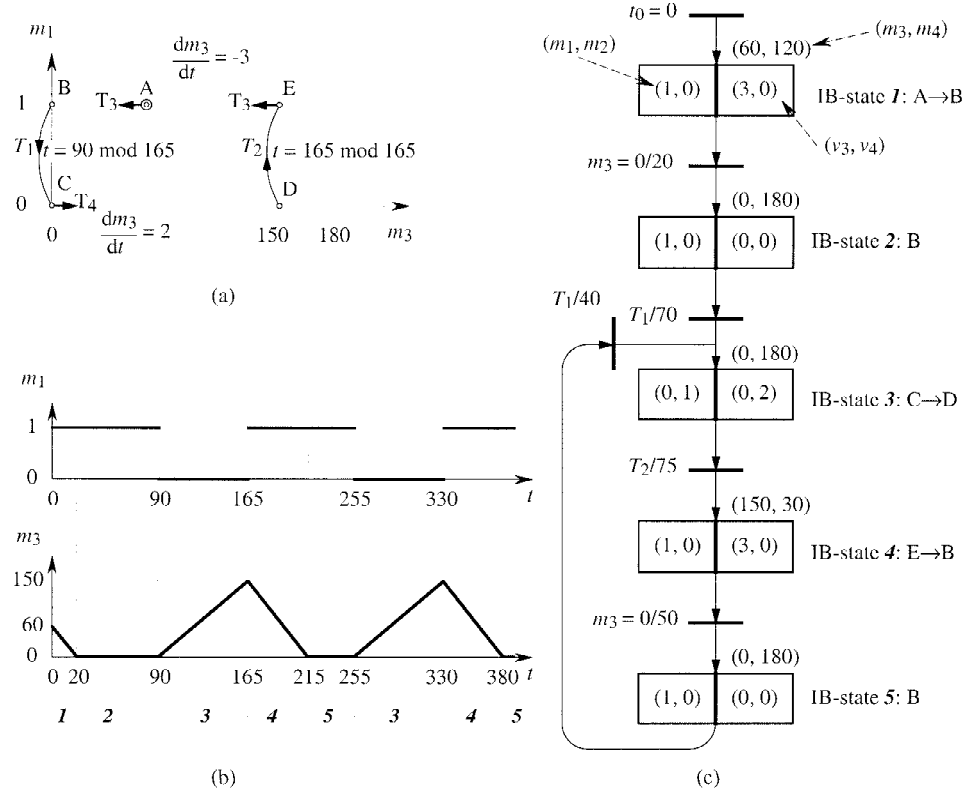 m1
dm3/dt = -3
B
T3
A
T3
E
1
T1
t = 90 mod 165
T2
t = 165 mod 165
C
D
0
T4
0
dm3/dt = 2
150
180
m3
(a)
m1
1
0
0
90
165
255
330
t
m3
150
60
0
0
20
90
165
215
255
330
380
t
1
2
3
4
5
3
4
5
(b)
t0 = 0
(m1, m2)
(60, 120)
(m3, m4)
(1, 0)
(3, 0)
IB-state 1: A→B
(v3, v4)
m3 = 0/20
(0, 180)
(1, 0)
(0, 0)
IB-state 2: B
T1/40
T1/70
(0, 180)
(0, 1)
(0, 2)
IB-state 3: C→D
T2/75
(150, 30)
(1, 0)
(3, 0)
IB-state 4: E→B
m3 = 0/50
(0, 180)
(1, 0)
(0, 0)
IB-state 5: B
(c)